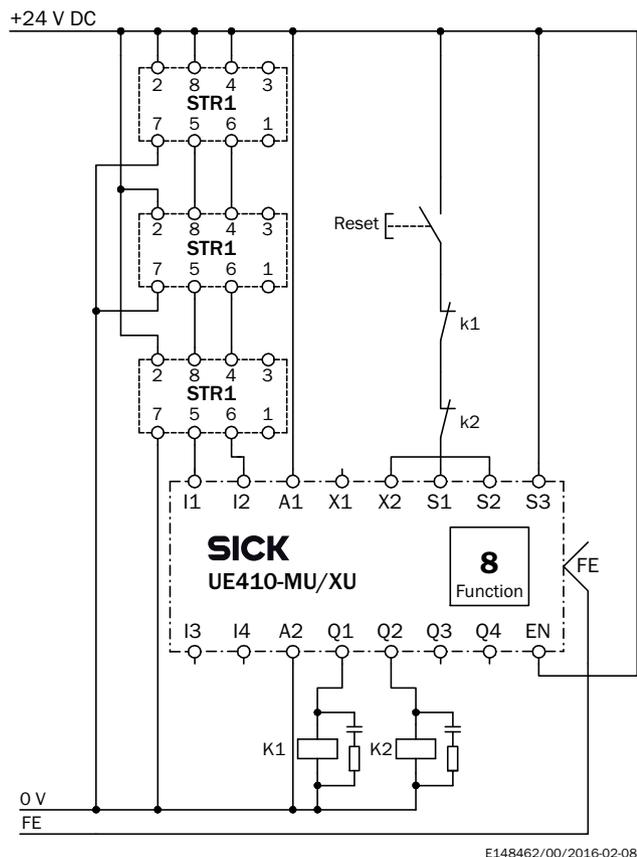 +24 V DC
2 8 4 3
STR1
7 5 6 1
2 8 4 3
STR1
7 5 6 1
Reset
k1
2 8 4 3
STR1
7 5 6 1
k2
I1 I2 A1 X1 X2 S1 S2 S3
SICK
UE410-MU/XU
8
Function
FE
I3 I4 A2 Q1 Q2 Q3 Q4 EN
K1
K2
0 V
FE
E148462/00/2016-02-08